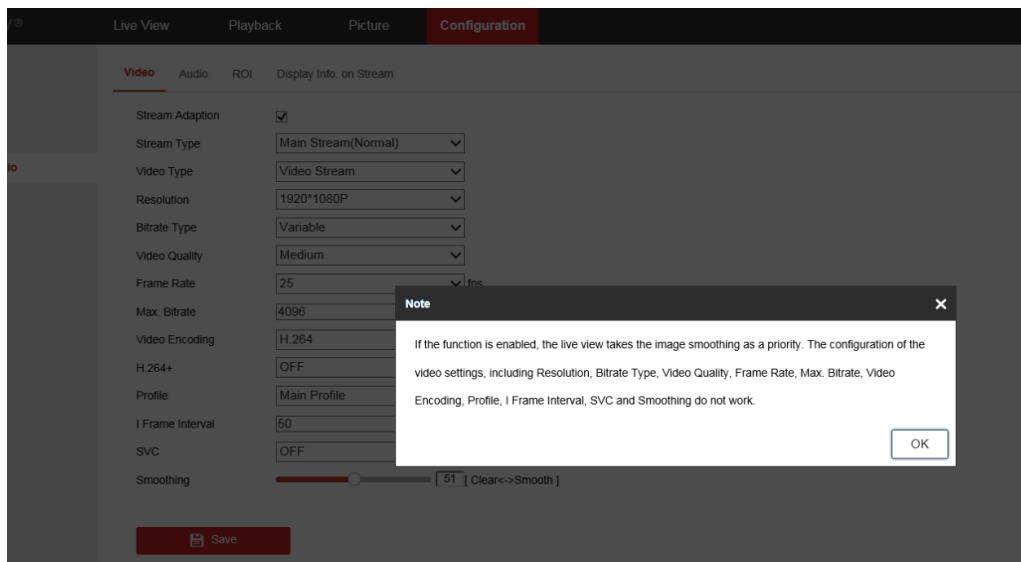 Live View Playback Picture Configuration
Video Audio ROI Display Info. on Stream
Stream Adaption
Stream Type Main Stream(Normal)
io
Video Type Video Stream
Resolution 1920*1080P
Bitrate Type Variable
Video Quality Medium
Frame Rate 25 fps
Note
Max. Bitrate 4096
Video Encoding H.264
If the function is enabled, the live view takes the image smoothing as a priority. The configuration of the
H.264+ OFF
video settings, including Resolution, Bitrate Type, Video Quality, Frame Rate, Max. Bitrate, Video
Profile Main Profile
Encoding, Profile, I Frame Interval, SVC and Smoothing do not work.
I Frame Interval 50
SVC OFF
OK
Smoothing 51 [ Clear<->Smooth ]
Save